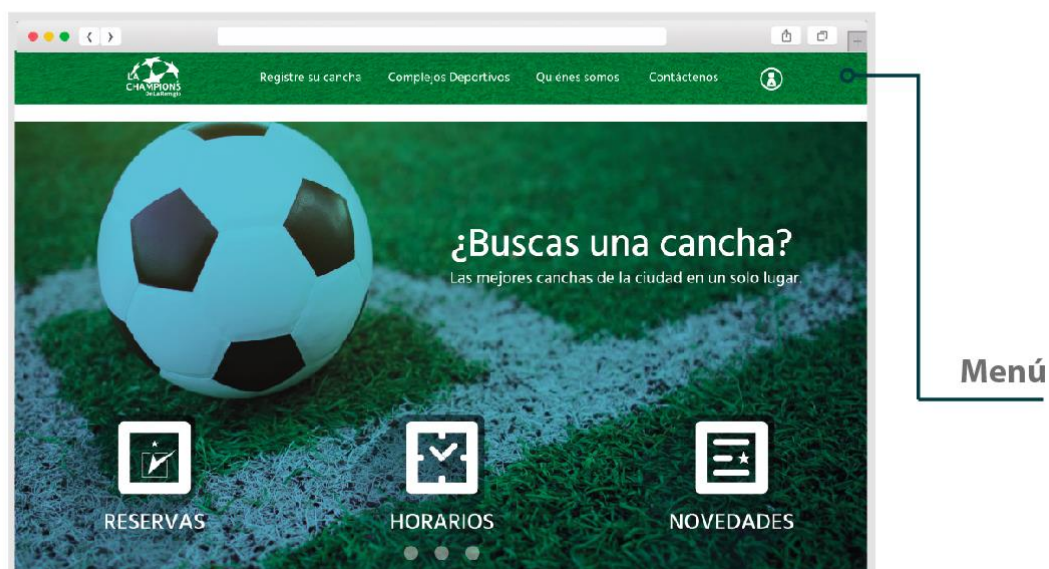 LA
CHAMPIONS
Registre su cancha
Complejos Deportivos
Quiénes somos
Contáctenos
¿Buscas una cancha?
Las mejores canchas de la ciudad en un solo lugar.
Menú
RESERVAS
HORARIOS
NOVEDADES